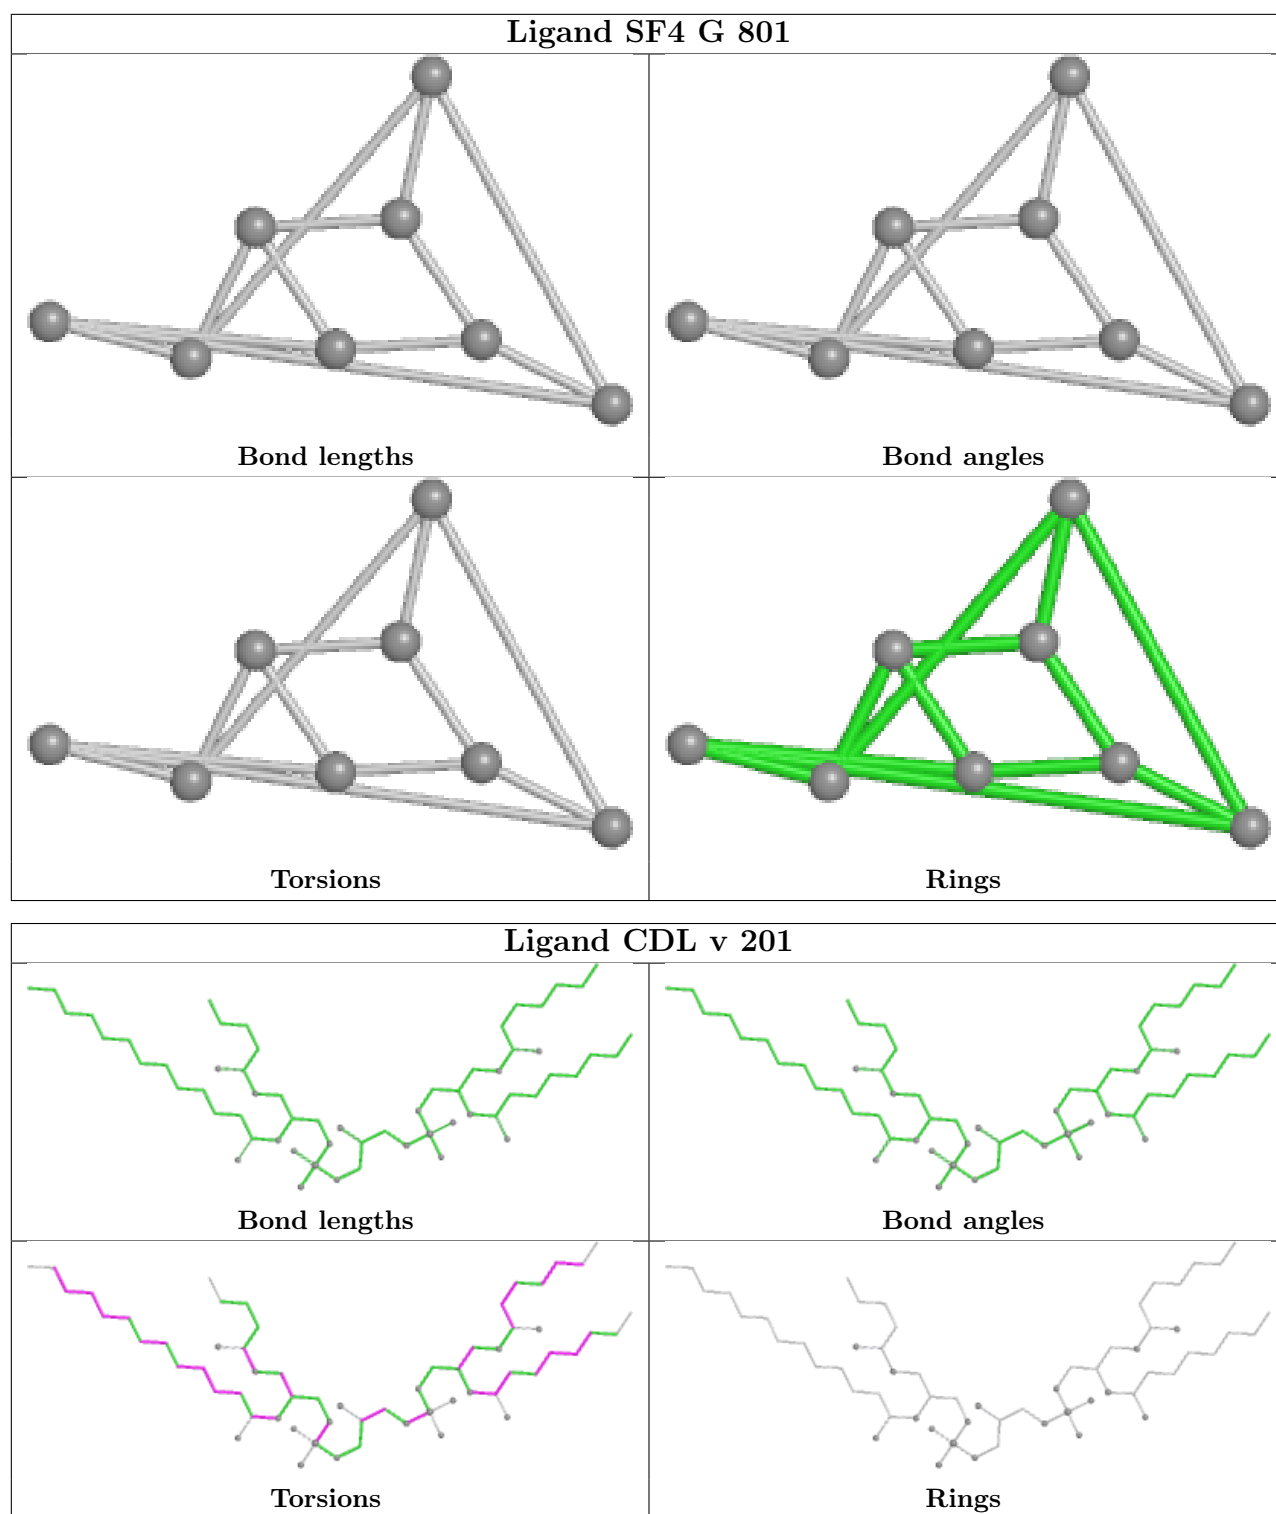 Ligand SF4 G 801
Bond lengths
Bond angles
Torsions
Rings
Ligand CDL v 201
Bond lengths
Bond angles
Torsions
Rings